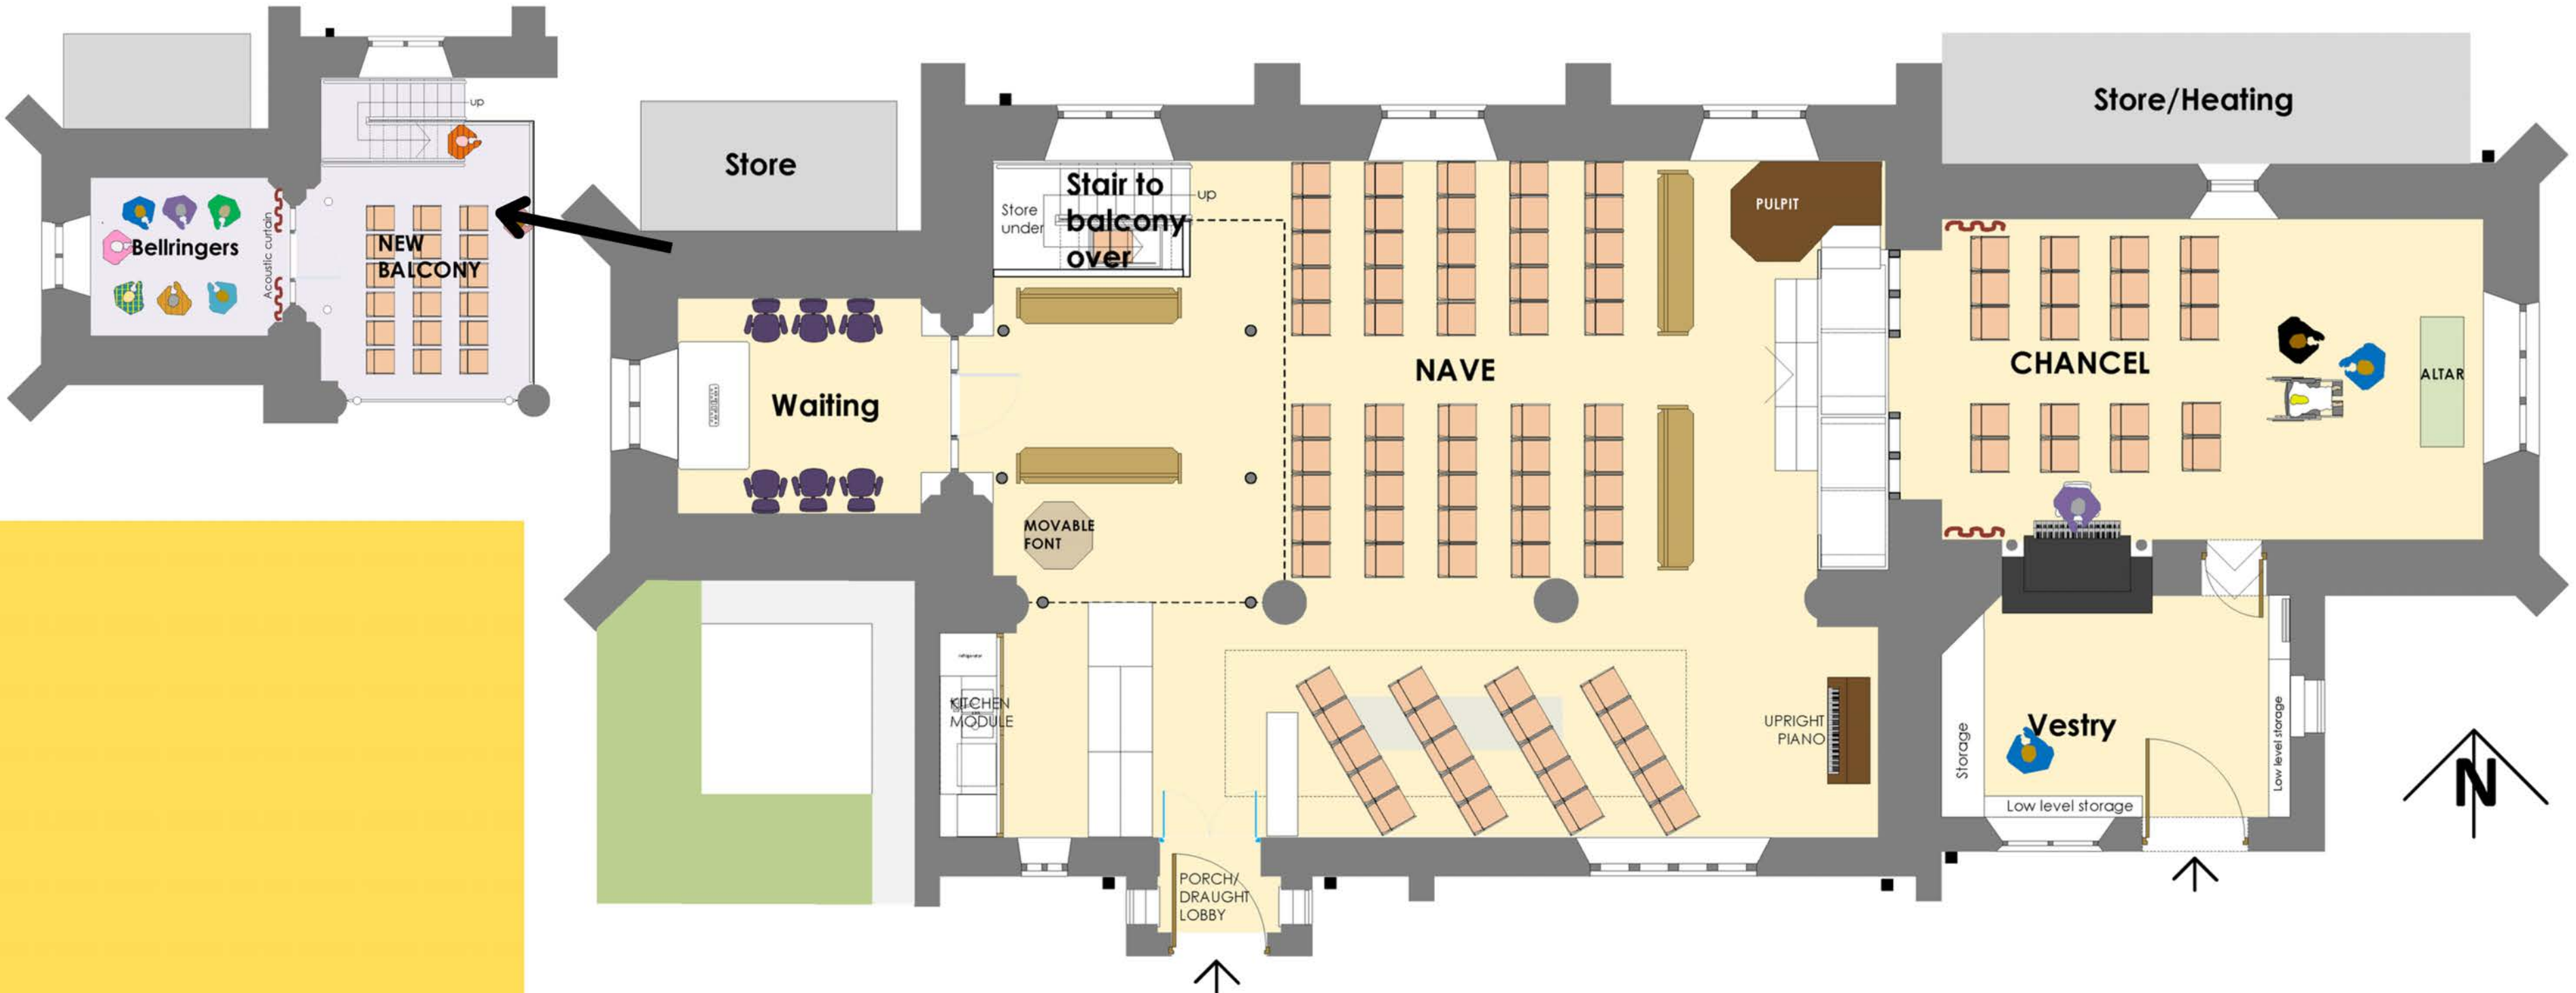 up
Bellringers
Acoustic curtain
NEW
BALCONY
Store
Store
under
Stair to
balcony
over
up
Waiting
MOVABLE
FONT
NAVE
PULPIT
Store/Heating
CHANCEL
ALTAR
refrigerator
KITCHEN
MODULE
UPRIGHT
PIANO
PORCH/
DRAUGHT
LOBBY
Storage
Vestry
Low level storage
Low level storage
N